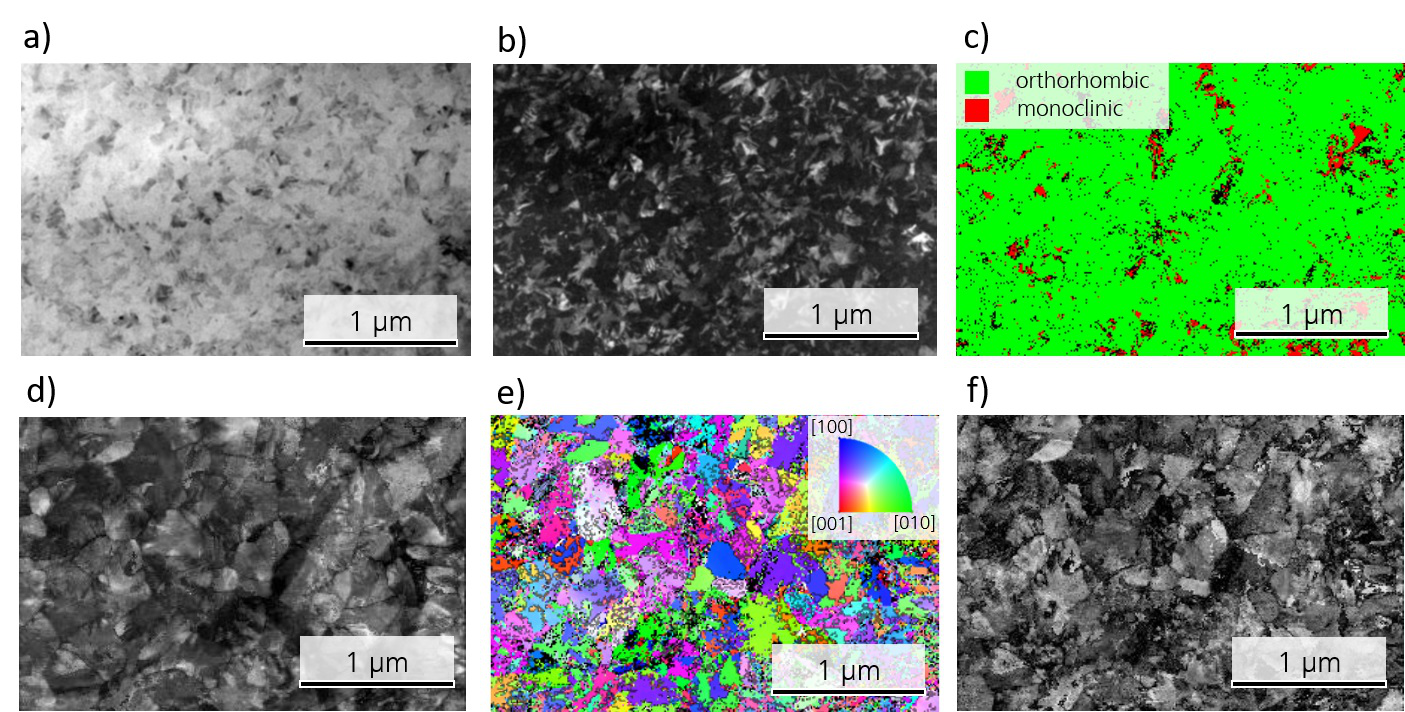 a)
b)
c)
orthorhombic
monoclinic
1 µm
1 µm
1 µm
d)
e)
f)
[100]
[001]
[010]
1 µm
1 µm
1 µm